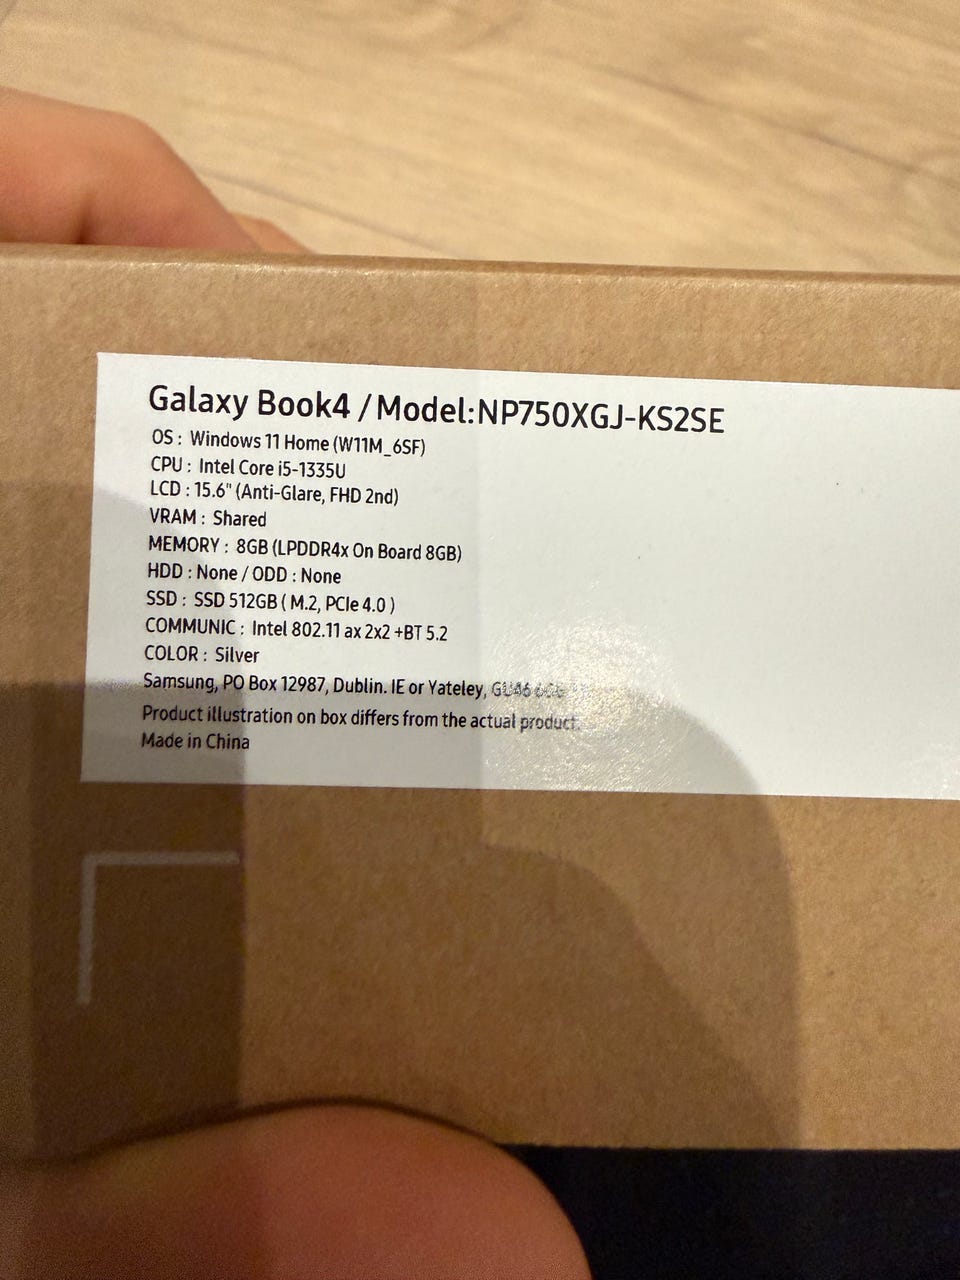 Galaxy Book4 / Model:NP750XGJ-KS2SE
OS : Windows 11 Home (W11M_6SF)
CPU : Intel Core i5-1335U
LCD : 15.6" (Anti-Glare, FHD 2nd)
VRAM : Shared
MEMORY : 8GB (LPDDR4x On Board 8GB)
HDD : None / ODD : None
SSD : SSD 512GB ( M.2, PCIe 4.0 )
COMMUNIC : Intel 802.11 ax 2x2 +BT 5.2
COLOR : Silver
Samsung, PO Box 12987, Dublin. IE or Yateley, GU46
Product illustration on box differs from the actual product.
Made in China